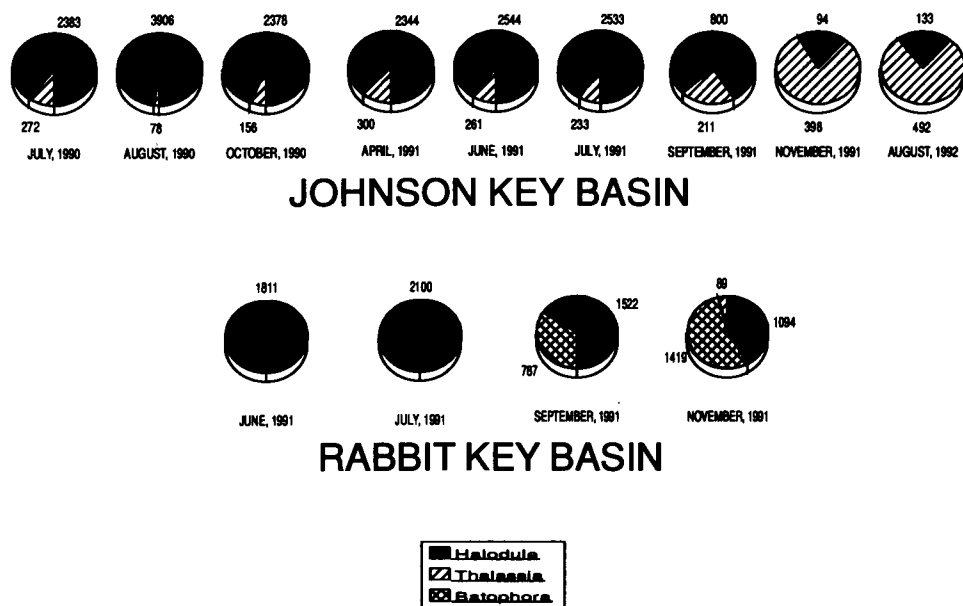 2383 3906 2378 2344 2544 2533 800 94 133
272 78 156 300 261 233 211 398 492
JULY, 1990 AUGUST, 1990 OCTOBER, 1990 APRIL, 1991 JUNE, 1991 JULY, 1991 SEPTEMBER, 1991 NOVEMBER, 1991 AUGUST, 1992
JOHNSON KEY BASIN
1811 2100 1522 89
1094
787 1419
JUNE, 1991 JULY, 1991 SEPTEMBER, 1991 NOVEMBER, 1991
RABBIT KEY BASIN
Halodule
Thalassia
Batophora